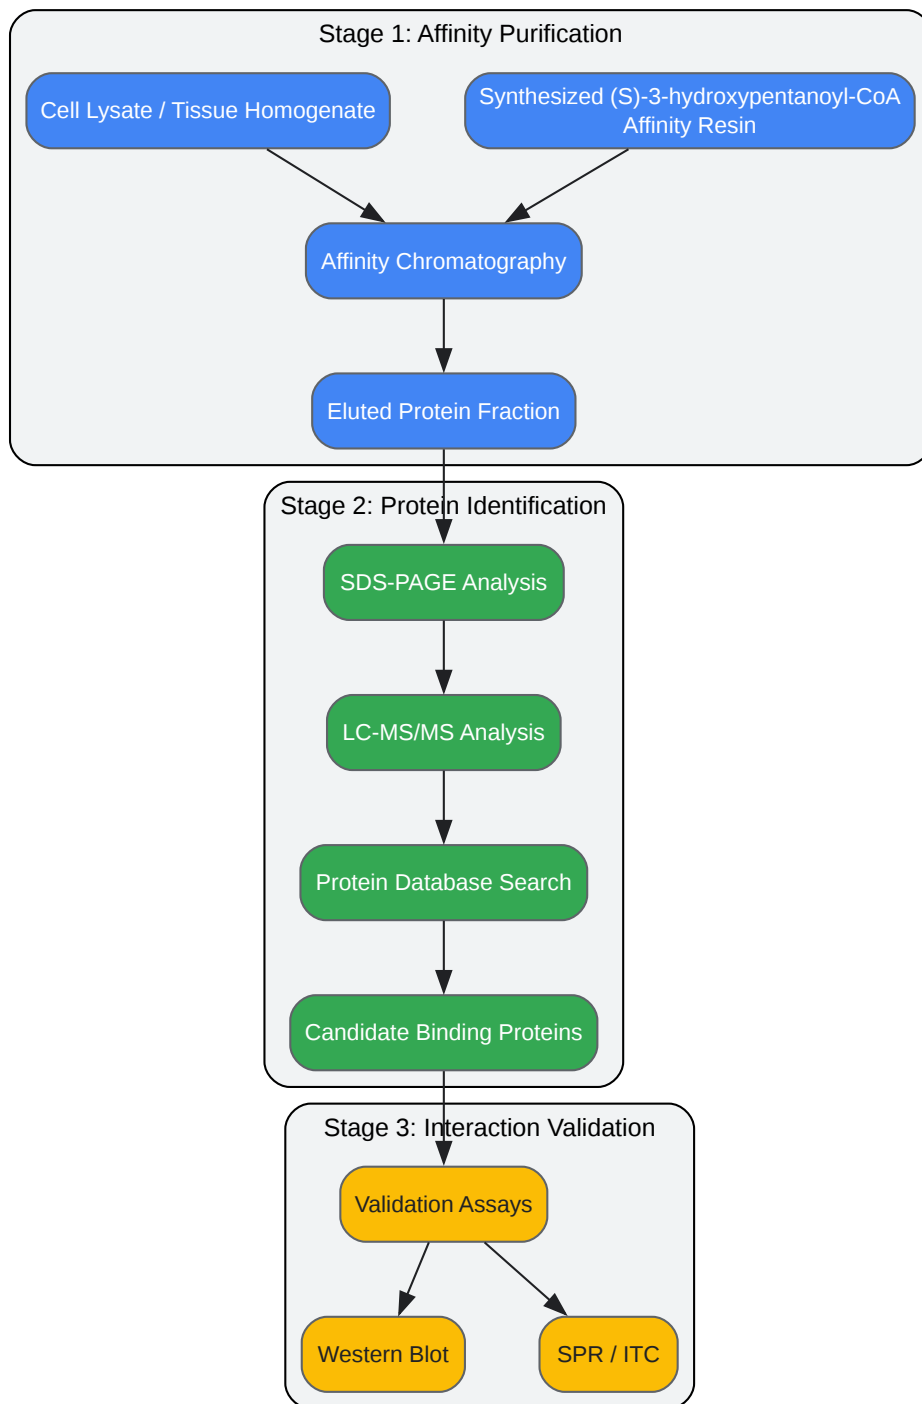 Stage 1: Affinity Purification
Cell Lysate / Tissue Homogenate
Synthesized (S)-3-hydroxypentanoyl-CoA
Affinity Resin
Affinity Chromatography
Eluted Protein Fraction
Stage 2: Protein Identification
SDS-PAGE Analysis
LC-MS/MS Analysis
Protein Database Search
Candidate Binding Proteins
Stage 3: Interaction Validation
Validation Assays
Western Blot
SPR / ITC